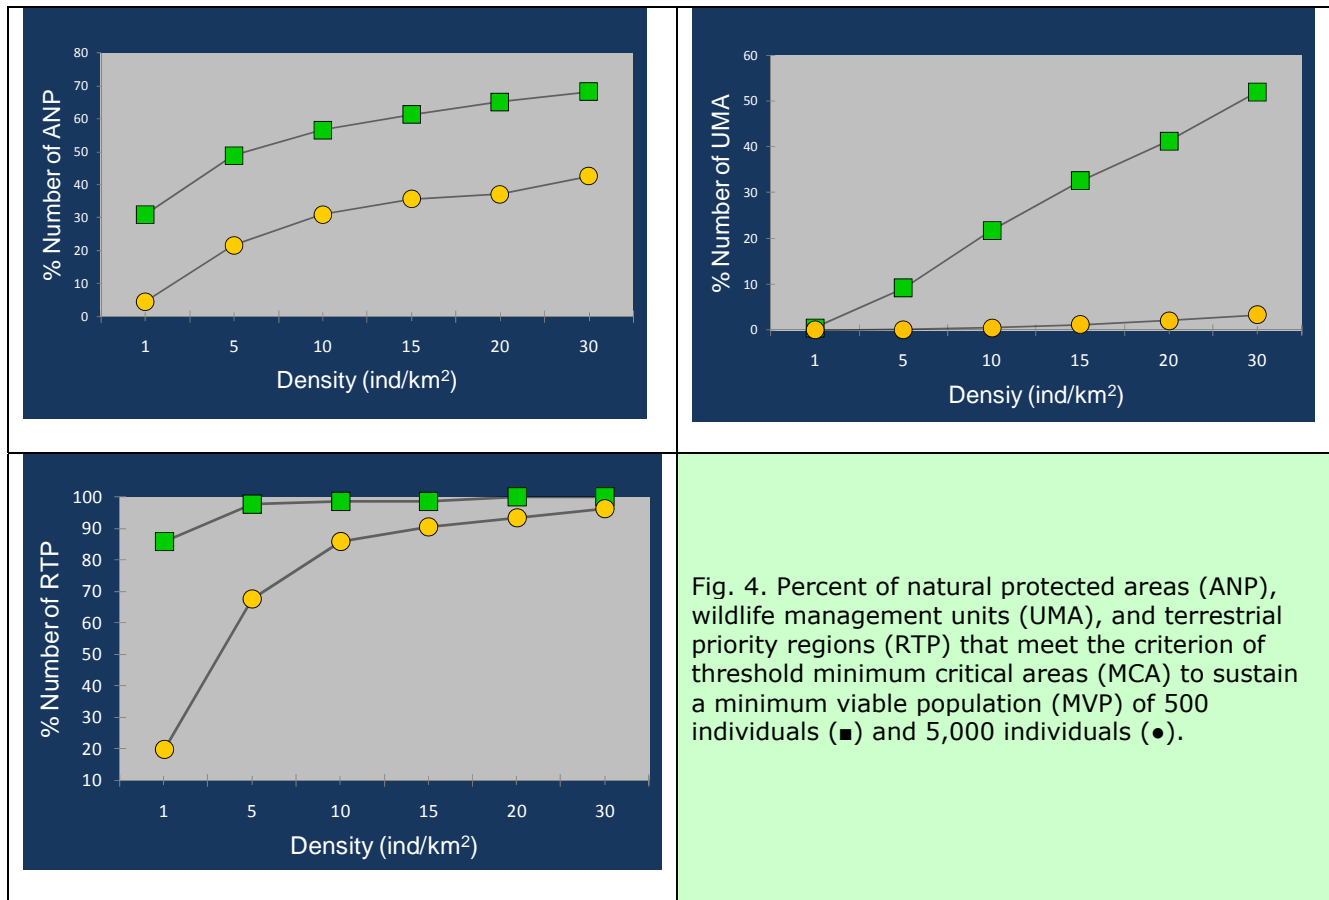 % Number of ANP
80
70
60
50
40
30
20
10
0
1 5 10 15 20 30
Density (ind/km²)
% Number of UMA
60
50
40
30
20
10
0
1 5 10 15 20 30
Densiy (ind/km²)
% Number of RTP
100
90
80
70
60
50
40
30
20
10
1 5 10 15 20 30
Density (ind/km²)
Fig. 4. Percent of natural protected areas (ANP),
wildlife management units (UMA), and terrestrial
priority regions (RTP) that meet the criterion of
threshold minimum critical areas (MCA) to sustain
a minimum viable population (MVP) of 500
individuals (■) and 5,000 individuals (●).